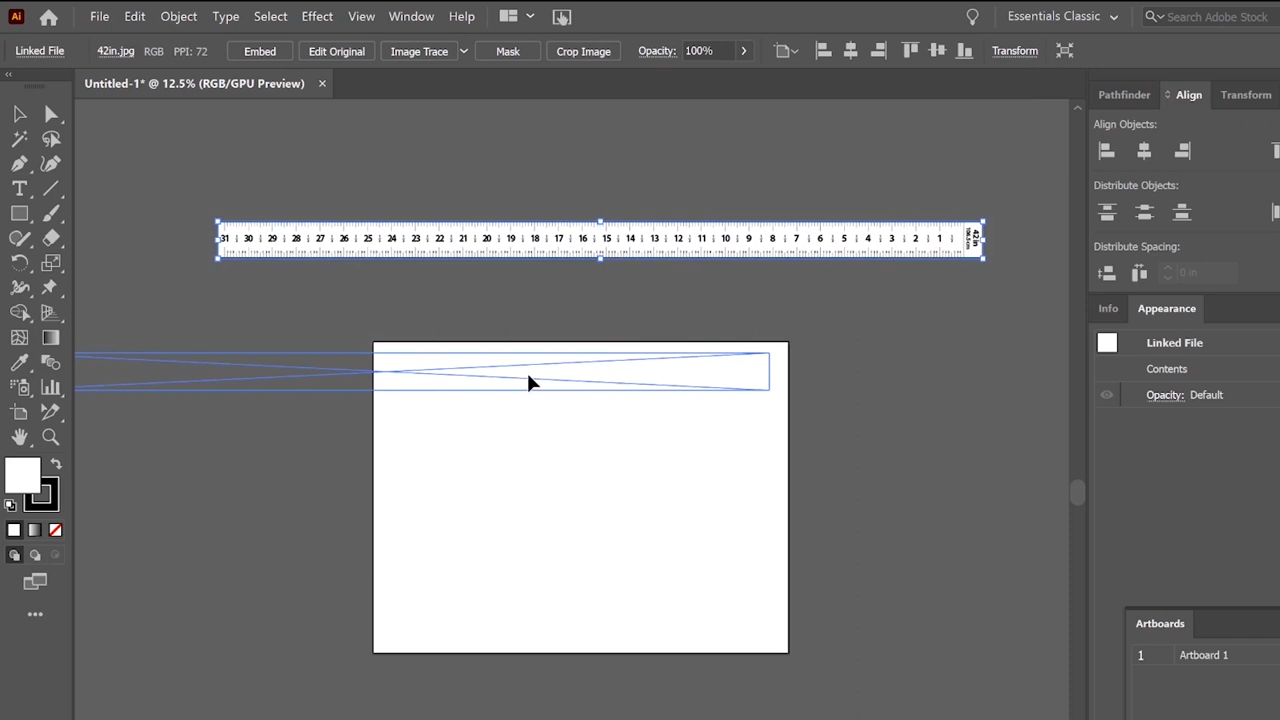 Ai File Edit Object Type Select Effect View Window Help Essentials Classic Search Adobe Stock
Linked File 42in.jpg RGB PPI: 72 Embed Edit Original Image Trace Mask Crop Image Opacity: 100% Transform
Untitled-1* @ 12.5% (RGB/GPU Preview) ×
Pathfinder Align Transform
Align Objects:
Distribute Objects:
31 30 29 28 27 26 25 24 23 22 21 20 19 18 17 16 15 14 13 12 11 10 9 8 7 6 5 4 3 2 1 42in
Distribute Spacing:
0 in
Info Appearance
Linked File
Contents
Opacity: Default
Artboards
1 Artboard 1